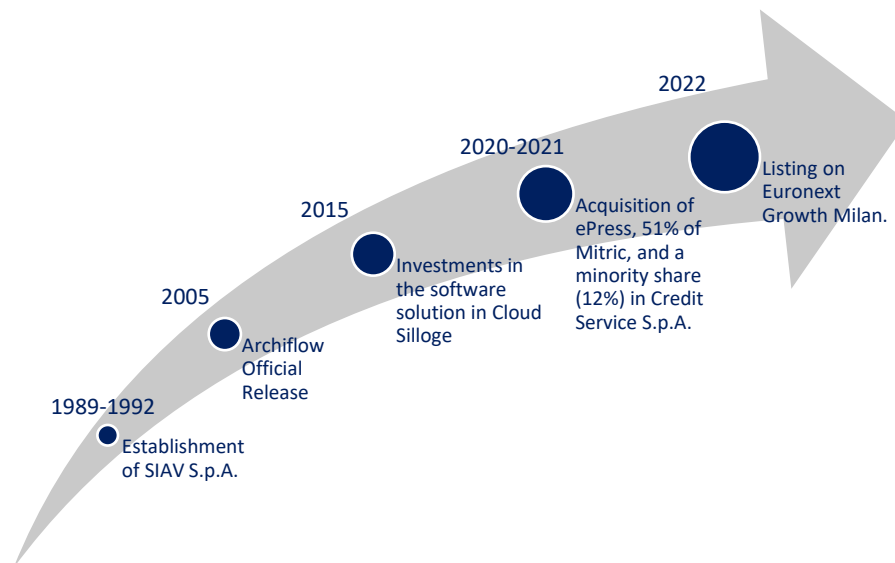 1989-1992
Establishment
of SIAV S.p.A.
2005
Archiflow
Official
Release
2015
Investments in
the software
solution in Cloud
Silloge
2020-2021
Acquisition of
ePress, 51% of
Mitric, and a
minority share
(12%) in Credit
Service S.p.A.
2022
Listing on
Euronext
Growth Milan.